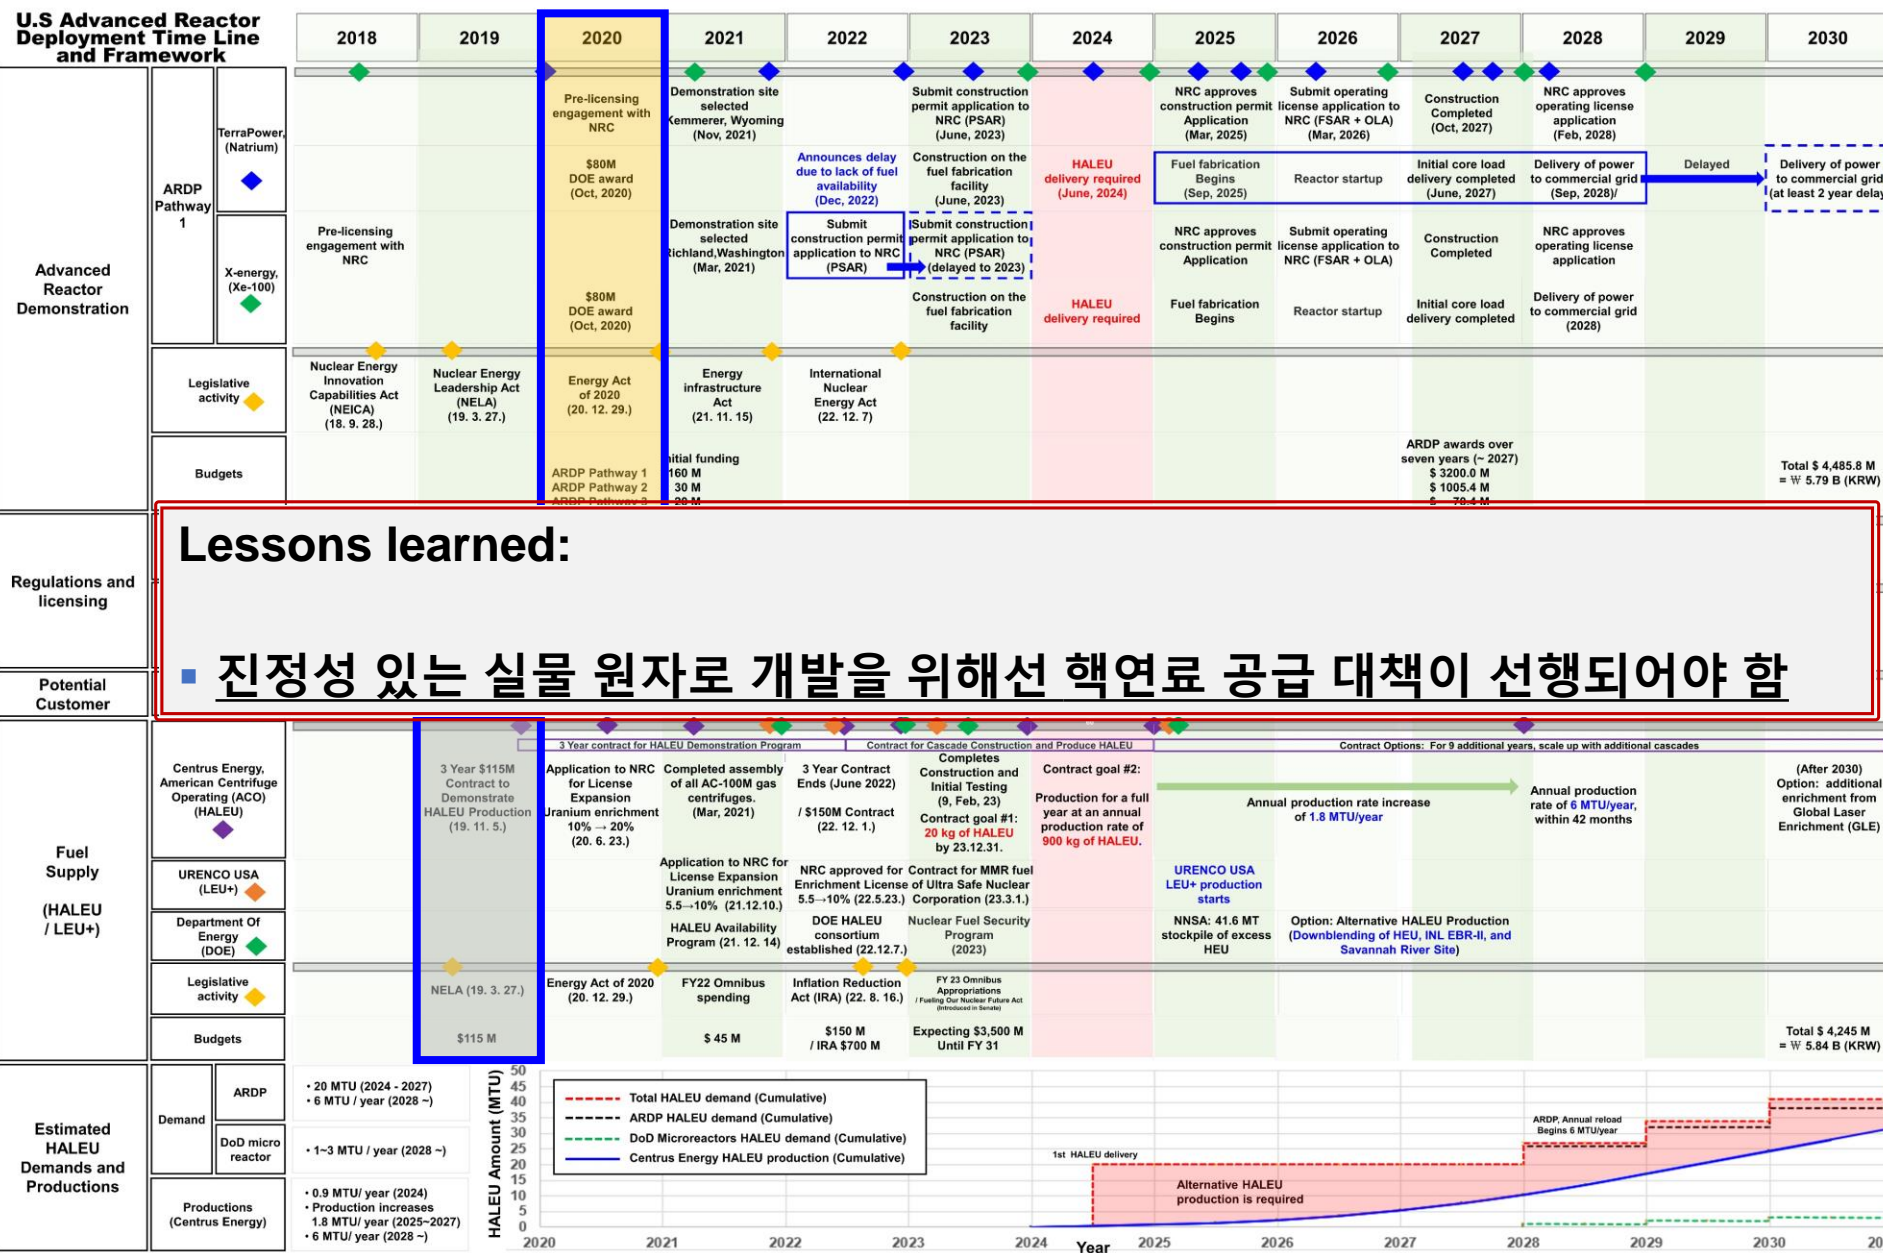 U.S Advanced Reactor
Deployment Time Line
and Framework
2018
2019
2020
2021
2022
2023
2024
2025
2026
2027
2028
2029
2030
Advanced
Reactor
Demonstration
ARDP
Pathway
1
TerraPower,
(Natrium)
Pre-licensing
engagement with
NRC
Demonstration site
selected
Kemmerer, Wyoming
(Nov, 2021)
Submit construction
permit application to
NRC (PSAR)
(June, 2023)
NRC approves
construction permit
Application
(Mar, 2025)
Submit operating
license application to
NRC (FSAR + OLA)
(Mar, 2026)
Construction
Completed
(Oct, 2027)
NRC approves
operating license
application
(Feb, 2028)
$80M
DOE award
(Oct, 2020)
Announces delay
due to lack of fuel
availability
(Dec, 2022)
Construction on the
fuel fabrication
facility
(June, 2023)
HALEU
delivery required
(June, 2024)
Fuel fabrication
Begins
(Sep, 2025)
Reactor startup
Initial core load
delivery completed
(June, 2027)
Delivery of power
to commercial grid
(Sep, 2028)/
Delayed
Delivery of power
to commercial grid
(at least 2 year delay
X-energy,
(Xe-100)
Pre-licensing
engagement with
NRC
Demonstration site
selected
Richland,Washington
(Mar, 2021)
Submit
construction permit
application to NRC
(PSAR)
Submit construction
permit application to
NRC (PSAR)
(delayed to 2023)
NRC approves
construction permit
Application
Submit operating
license application to
NRC (FSAR + OLA)
Construction
Completed
NRC approves
operating license
application
$80M
DOE award
(Oct, 2020)
Construction on the
fuel fabrication
facility
HALEU
delivery required
Fuel fabrication
Begins
Reactor startup
Initial core load
delivery completed
Delivery of power
to commercial grid
(2028)
Legislative
activity
Nuclear Energy
Innovation
Capabilities Act
(NEICA)
(18. 9. 28.)
Nuclear Energy
Leadership Act
(NELA)
(19. 3. 27.)
Energy Act
of 2020
(20. 12. 29.)
Energy
infrastructure
Act
(21. 11. 15)
International
Nuclear
Energy Act
(22. 12. 7)
Budgets
nitial funding
ARDP Pathway 1 160 M
ARDP Pathway 2 30 M
ARDP Pathway 3 20 M
ARDP awards over
seven years (~ 2027)
$ 3200.0 M
$ 1005.4 M
Total $ 4,485.8 M
= ₩ 5.79 B (KRW)
Regulations and
licensing
Lessons learned:
▪ 진정성 있는 실물 원자로 개발을 위해선 핵연료 공급 대책이 선행되어야 함
Potential
Customer
Fuel
Supply
(HALEU
/ LEU+)
3 Year contract for HALEU Demonstration Program
Contract for Cascade Construction and Produce HALEU
Contract Options: For 9 additional years, scale up with additional cascades
Centrus Energy,
American Centrifuge
Operating (ACO)
(HALEU)
3 Year $115M
Contract to
Demonstrate
HALEU Production
(19. 11. 5.)
Application to NRC
for License
Expansion
Uranium enrichment
10% → 20%
(20. 6. 23.)
Completed assembly
of all AC-100M gas
centrifuges.
(Mar, 2021)
3 Year Contract
Ends (June 2022)
/ $150M Contract
(22. 12. 1.)
Completes
Construction and
Initial Testing
(9, Feb, 23)
Contract goal #1:
20 kg of HALEU
by 23.12.31.
Contract goal #2:
Production for a full
year at an annual
production rate of
900 kg of HALEU.
Annual production rate increase
of 1.8 MTU/year
Annual production
rate of 6 MTU/year,
within 42 months
(After 2030)
Option: additional
enrichment from
Global Laser
Enrichment (GLE)
URENCO USA
(LEU+)
Application to NRC for
License Expansion
Uranium enrichment
5.5→10% (21.12.10.)
NRC approved for
Enrichment License
5.5→10% (22.5.23.)
Contract for MMR fuel
of Ultra Safe Nuclear
Corporation (23.3.1.)
URENCO USA
LEU+ production
starts
Department Of
Energy
(DOE)
HALEU Availability
Program (21. 12. 14)
DOE HALEU
consortium
established (22.12.7.)
Nuclear Fuel Security
Program
(2023)
NNSA: 41.6 MT
stockpile of excess
HEU
Option: Alternative HALEU Production
(Downblending of HEU, INL EBR-II, and
Savannah River Site)
Legislative
activity
NELA (19. 3. 27.)
Energy Act of 2020
(20. 12. 29.)
FY22 Omnibus
spending
Inflation Reduction
Act (IRA) (22. 8. 16.)
FY 23 Omnibus
Appropriations
/ Fueling Our Nuclear Future Act
(Introduced in Senate)
Budgets
$115 M
$ 45 M
$150 M
/ IRA $700 M
Expecting $3,500 M
Until FY 31
Total $ 4,245 M
= ₩ 5.84 B (KRW)
Estimated
HALEU
Demands and
Productions
Demand
ARDP
• 20 MTU (2024 - 2027)
• 6 MTU / year (2028 ~)
DoD micro
reactor
• 1~3 MTU / year (2028 ~)
Productions
(Centrus Energy)
• 0.9 MTU/ year (2024)
• Production increases
1.8 MTU/ year (2025~2027)
• 6 MTU/ year (2028 ~)
HALEU Amount (MTU)
50
45
40
35
30
25
20
15
10
5
0
Total HALEU demand (Cumulative)
ARDP HALEU demand (Cumulative)
DoD Microreactors HALEU demand (Cumulative)
Centrus Energy HALEU production (Cumulative)
1st HALEU delivery
Alternative HALEU
production is required
ARDP, Annual reload
Begins 6 MTU/year
2020
2021
2022
2023
2024
2025
2026
2027
2028
2029
2030
20
Year